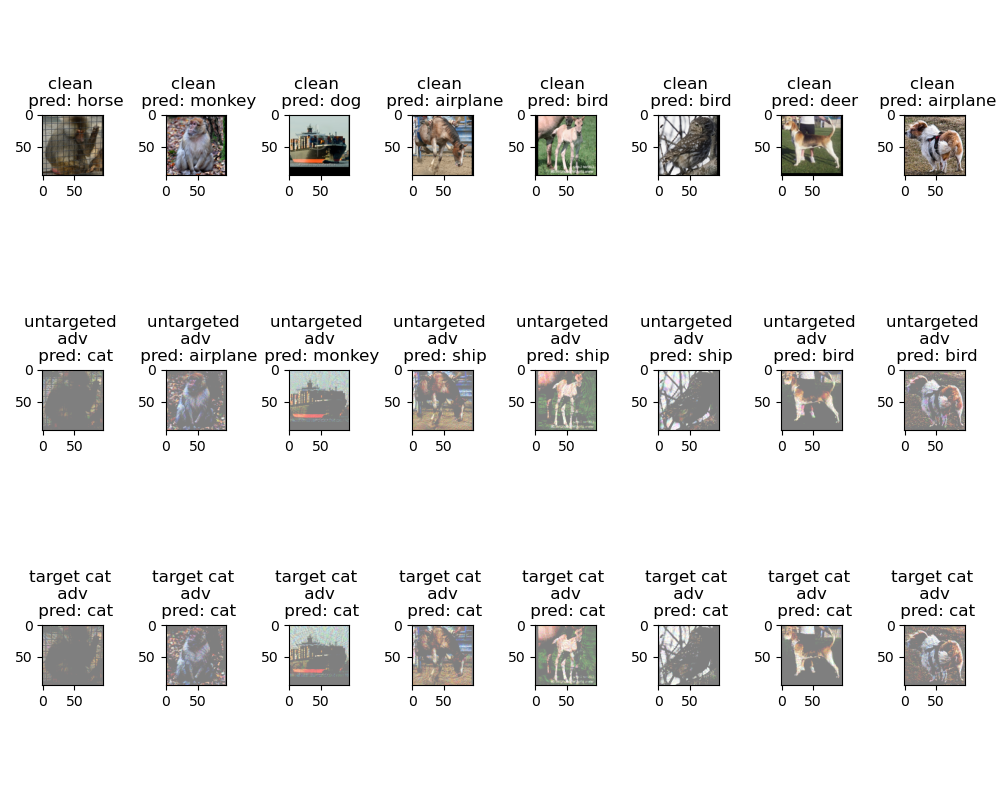 clean clean clean clean clean clean clean clean
pred: horse pred: monkey pred: dog pred: airplane pred: bird pred: bird pred: deer pred: airplane
0 0 0 0 0 0 0 0
50 50 50 50 50 50 50 50
0 50 0 50 0 50 0 50 0 50 0 50 0 50 0 50
untargeted untargeted untargeted untargeted untargeted untargeted untargeted untargeted
adv adv adv adv adv adv adv adv
pred: cat pred: airplane pred: monkey pred: ship pred: ship pred: ship pred: bird pred: bird
0 0 0 0 0 0 0 0
50 50 50 50 50 50 50 50
0 50 0 50 0 50 0 50 0 50 0 50 0 50 0 50
target cat target cat target cat target cat target cat target cat target cat target cat
adv adv adv adv adv adv adv adv
pred: cat pred: cat pred: cat pred: cat pred: cat pred: cat pred: cat pred: cat
0 0 0 0 0 0 0 0
50 50 50 50 50 50 50 50
0 50 0 50 0 50 0 50 0 50 0 50 0 50 0 50